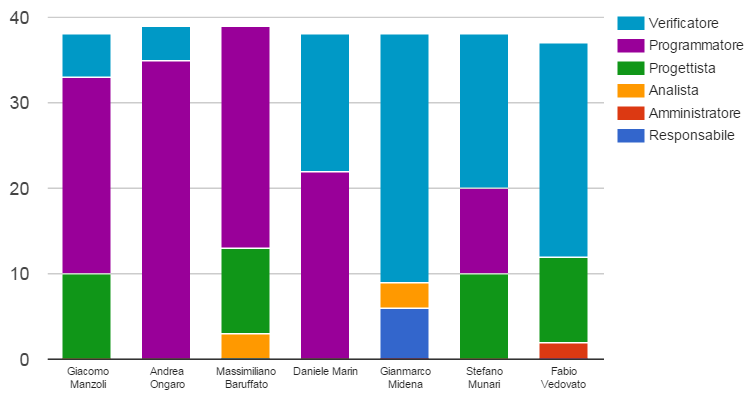 40
30
20
10
0
Giacomo
Manzoli
Andrea
Ongaro
Massimiliano
Baruffato
Daniele Marin
Gianmarco
Midena
Stefano
Munari
Fabio
Vedovato
Verificatore
Programmatore
Progettista
Analista
Amministratore
Responsabile